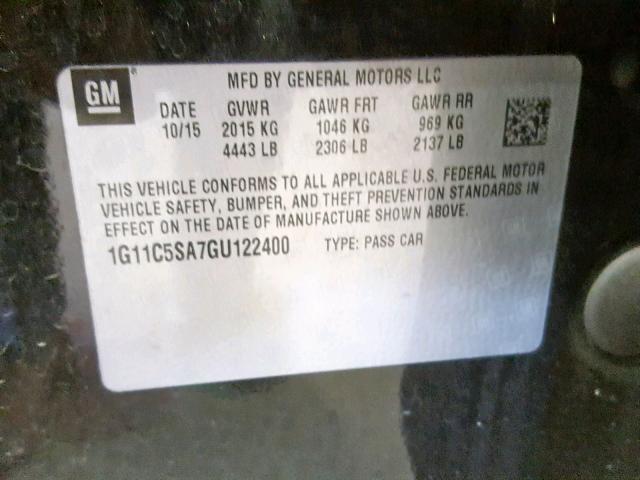 GM
MFD BY GENERAL MOTORS LLC
DATE GVWR GAWR FRT GAWR RR
10/15 2015 KG 1046 KG 969 KG
4443 LB 2306 LB 2137 LB
THIS VEHICLE CONFORMS TO ALL APPLICABLE U.S. FEDERAL MOTOR
VEHICLE SAFETY, BUMPER, AND THEFT PREVENTION STANDARDS IN
EFFECT ON THE DATE OF MANUFACTURE SHOWN ABOVE.
1G11C5SA7GU122400 TYPE: PASS CAR